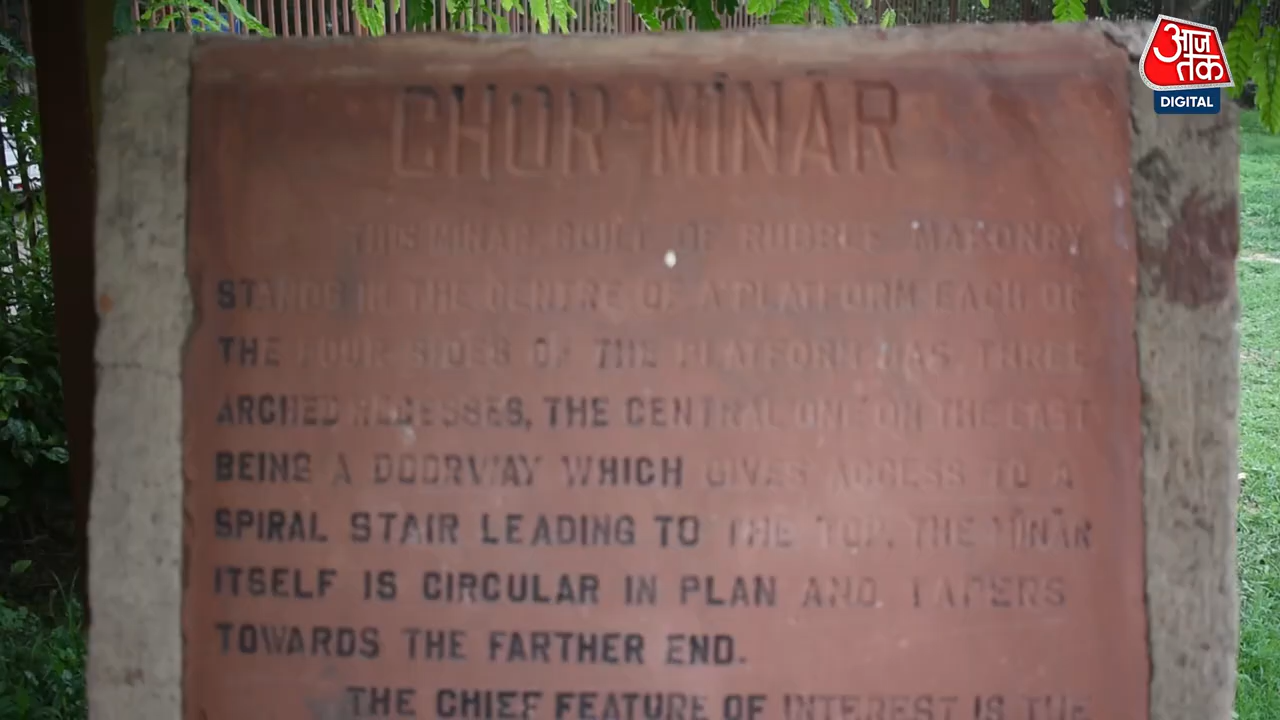 आज
तक
DIGITAL
CHOR MĪNĀR
THIS MINAR BUILT OF RUBBLE MASONRY
STANDS IN THE CENTRE OF A PLATFORM EACH OF
THE FOUR SIDES OF THE PLATFORM HAS THREE
ARCHED RECESSES, THE CENTRAL ONE ON THE EAST
BEING A DOORWAY WHICH GIVES ACCESS TO A
SPIRAL STAIR LEADING TO THE TOP. THE MĪNĀR
ITSELF IS CIRCULAR IN PLAN AND TAPERS
TOWARDS THE FARTHER END.
THE CHIEF FEATURE OF INTEREST IS THE